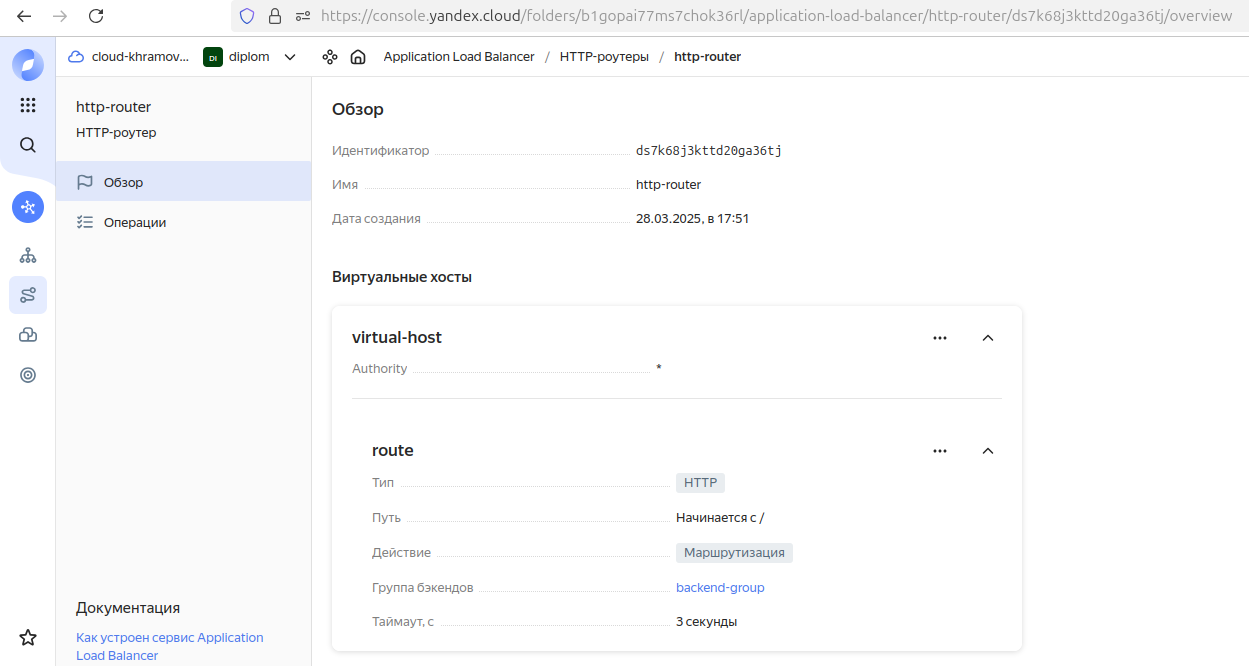 https://console.yandex.cloud/folders/b1gopai77ms7chok36rl/application-load-balancer/http-router/ds7k68j3kttd20ga36tj/overview
cloud-khramov... DI diplom Application Load Balancer / HTTP-роутеры / http-router
http-router
HTTP-роутер
Обзор
Операции
Документация
Как устроен сервис Application
Load Balancer
Обзор
Идентификатор ds7k68j3kttd20ga36tj
Имя http-router
Дата создания 28.03.2025, в 17:51
Виртуальные хосты
virtual-host
Authority *
route
Тип HTTP
Путь Начинается с /
Действие Маршрутизация
Группа бэкендов backend-group
Таймаут, с 3 секунды